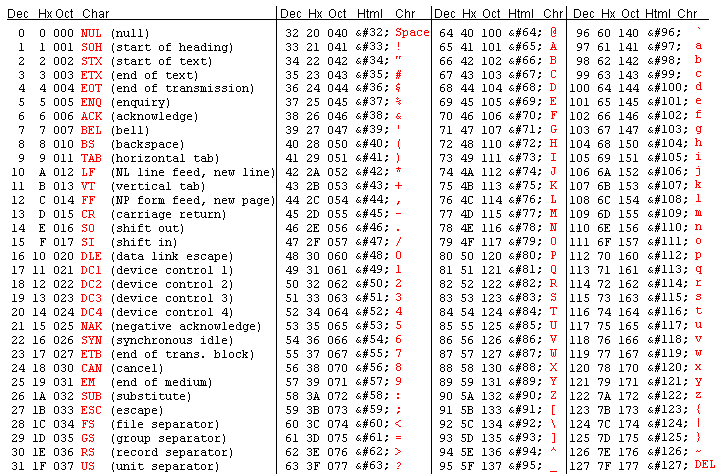 Dec Hx Oct Char Dec Hx Oct Html Chr Dec Hx Oct Html Chr Dec Hx Oct Html Chr
0 0 000 NUL (null) 32 20 040 &#32; Space 64 40 100 &#64; @ 96 60 140 &#96; `
1 1 001 SOH (start of heading) 33 21 041 &#33; ! 65 41 101 &#65; A 97 61 141 &#97; a
2 2 002 STX (start of text) 34 22 042 &#34; " 66 42 102 &#66; B 98 62 142 &#98; b
3 3 003 ETX (end of text) 35 23 043 &#35; # 67 43 103 &#67; C 99 63 143 &#99; c
4 4 004 EOT (end of transmission) 36 24 044 &#36; $ 68 44 104 &#68; D 100 64 144 &#100; d
5 5 005 ENQ (enquiry) 37 25 045 &#37; % 69 45 105 &#69; E 101 65 145 &#101; e
6 6 006 ACK (acknowledge) 38 26 046 &#38; & 70 46 106 &#70; F 102 66 146 &#102; f
7 7 007 BEL (bell) 39 27 047 &#39; ' 71 47 107 &#71; G 103 67 147 &#103; g
8 8 010 BS (backspace) 40 28 050 &#40; ( 72 48 110 &#72; H 104 68 150 &#104; h
9 9 011 TAB (horizontal tab) 41 29 051 &#41; ) 73 49 111 &#73; I 105 69 151 &#105; i
10 A 012 LF (NL line feed, new line) 42 2A 052 &#42; * 74 4A 112 &#74; J 106 6A 152 &#106; j
11 B 013 VT (vertical tab) 43 2B 053 &#43; + 75 4B 113 &#75; K 107 6B 153 &#107; k
12 C 014 FF (NP form feed, new page) 44 2C 054 &#44; , 76 4C 114 &#76; L 108 6C 154 &#108; l
13 D 015 CR (carriage return) 45 2D 055 &#45; - 77 4D 115 &#77; M 109 6D 155 &#109; m
14 E 016 SO (shift out) 46 2E 056 &#46; . 78 4E 116 &#78; N 110 6E 156 &#110; n
15 F 017 SI (shift in) 47 2F 057 &#47; / 79 4F 117 &#79; O 111 6F 157 &#111; o
16 10 020 DLE (data link escape) 48 30 060 &#48; 0 80 50 120 &#80; P 112 70 160 &#112; p
17 11 021 DC1 (device control 1) 49 31 061 &#49; 1 81 51 121 &#81; Q 113 71 161 &#113; q
18 12 022 DC2 (device control 2) 50 32 062 &#50; 2 82 52 122 &#82; R 114 72 162 &#114; r
19 13 023 DC3 (device control 3) 51 33 063 &#51; 3 83 53 123 &#83; S 115 73 163 &#115; s
20 14 024 DC4 (device control 4) 52 34 064 &#52; 4 84 54 124 &#84; T 116 74 164 &#116; t
21 15 025 NAK (negative acknowledge) 53 35 065 &#53; 5 85 55 125 &#85; U 117 75 165 &#117; u
22 16 026 SYN (synchronous idle) 54 36 066 &#54; 6 86 56 126 &#86; V 118 76 166 &#118; v
23 17 027 ETB (end of trans. block) 55 37 067 &#55; 7 87 57 127 &#87; W 119 77 167 &#119; w
24 18 030 CAN (cancel) 56 38 070 &#56; 8 88 58 130 &#88; X 120 78 170 &#120; x
25 19 031 EM (end of medium) 57 39 071 &#57; 9 89 59 131 &#89; Y 121 79 171 &#121; y
26 1A 032 SUB (substitute) 58 3A 072 &#58; : 90 5A 132 &#90; Z 122 7A 172 &#122; z
27 1B 033 ESC (escape) 59 3B 073 &#59; ; 91 5B 133 &#91; [ 123 7B 173 &#123; {
28 1C 034 FS (file separator) 60 3C 074 &#60; < 92 5C 134 &#92; \ 124 7C 174 &#124; |
29 1D 035 GS (group separator) 61 3D 075 &#61; = 93 5D 135 &#93; ] 125 7D 175 &#125; }
30 1E 036 RS (record separator) 62 3E 076 &#62; > 94 5E 136 &#94; ^ 126 7E 176 &#126; ~
31 1F 037 US (unit separator) 63 3F 077 &#63; ? 95 5F 137 &#95; _ 127 7F 177 &#127; DEL